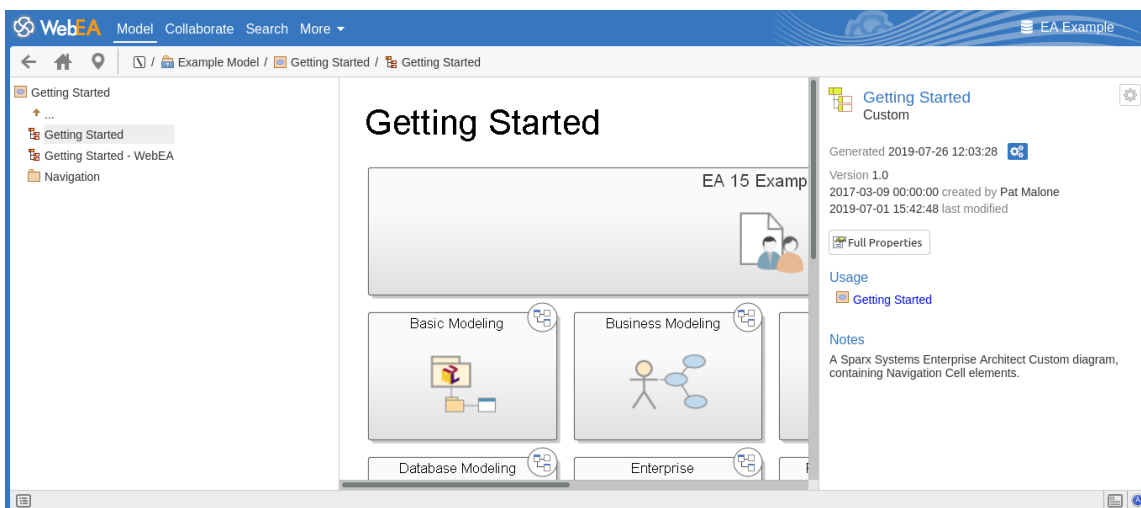 WebEA Model Collaborate Search More EA Example
/ Example Model / Getting Started / Getting Started
Getting Started
...
Getting Started
Getting Started - WebEA
Navigation
Getting Started
EA 15 Examp
Basic Modeling
Business Modeling
Database Modeling
Enterprise
Getting Started
Custom
Generated 2019-07-26 12:03:28
Version 1.0
2017-03-09 00:00:00 created by Pat Malone
2019-07-01 15:42:48 last modified
Full Properties
Usage
Getting Started
Notes
A Sparx Systems Enterprise Architect Custom diagram,
containing Navigation Cell elements.